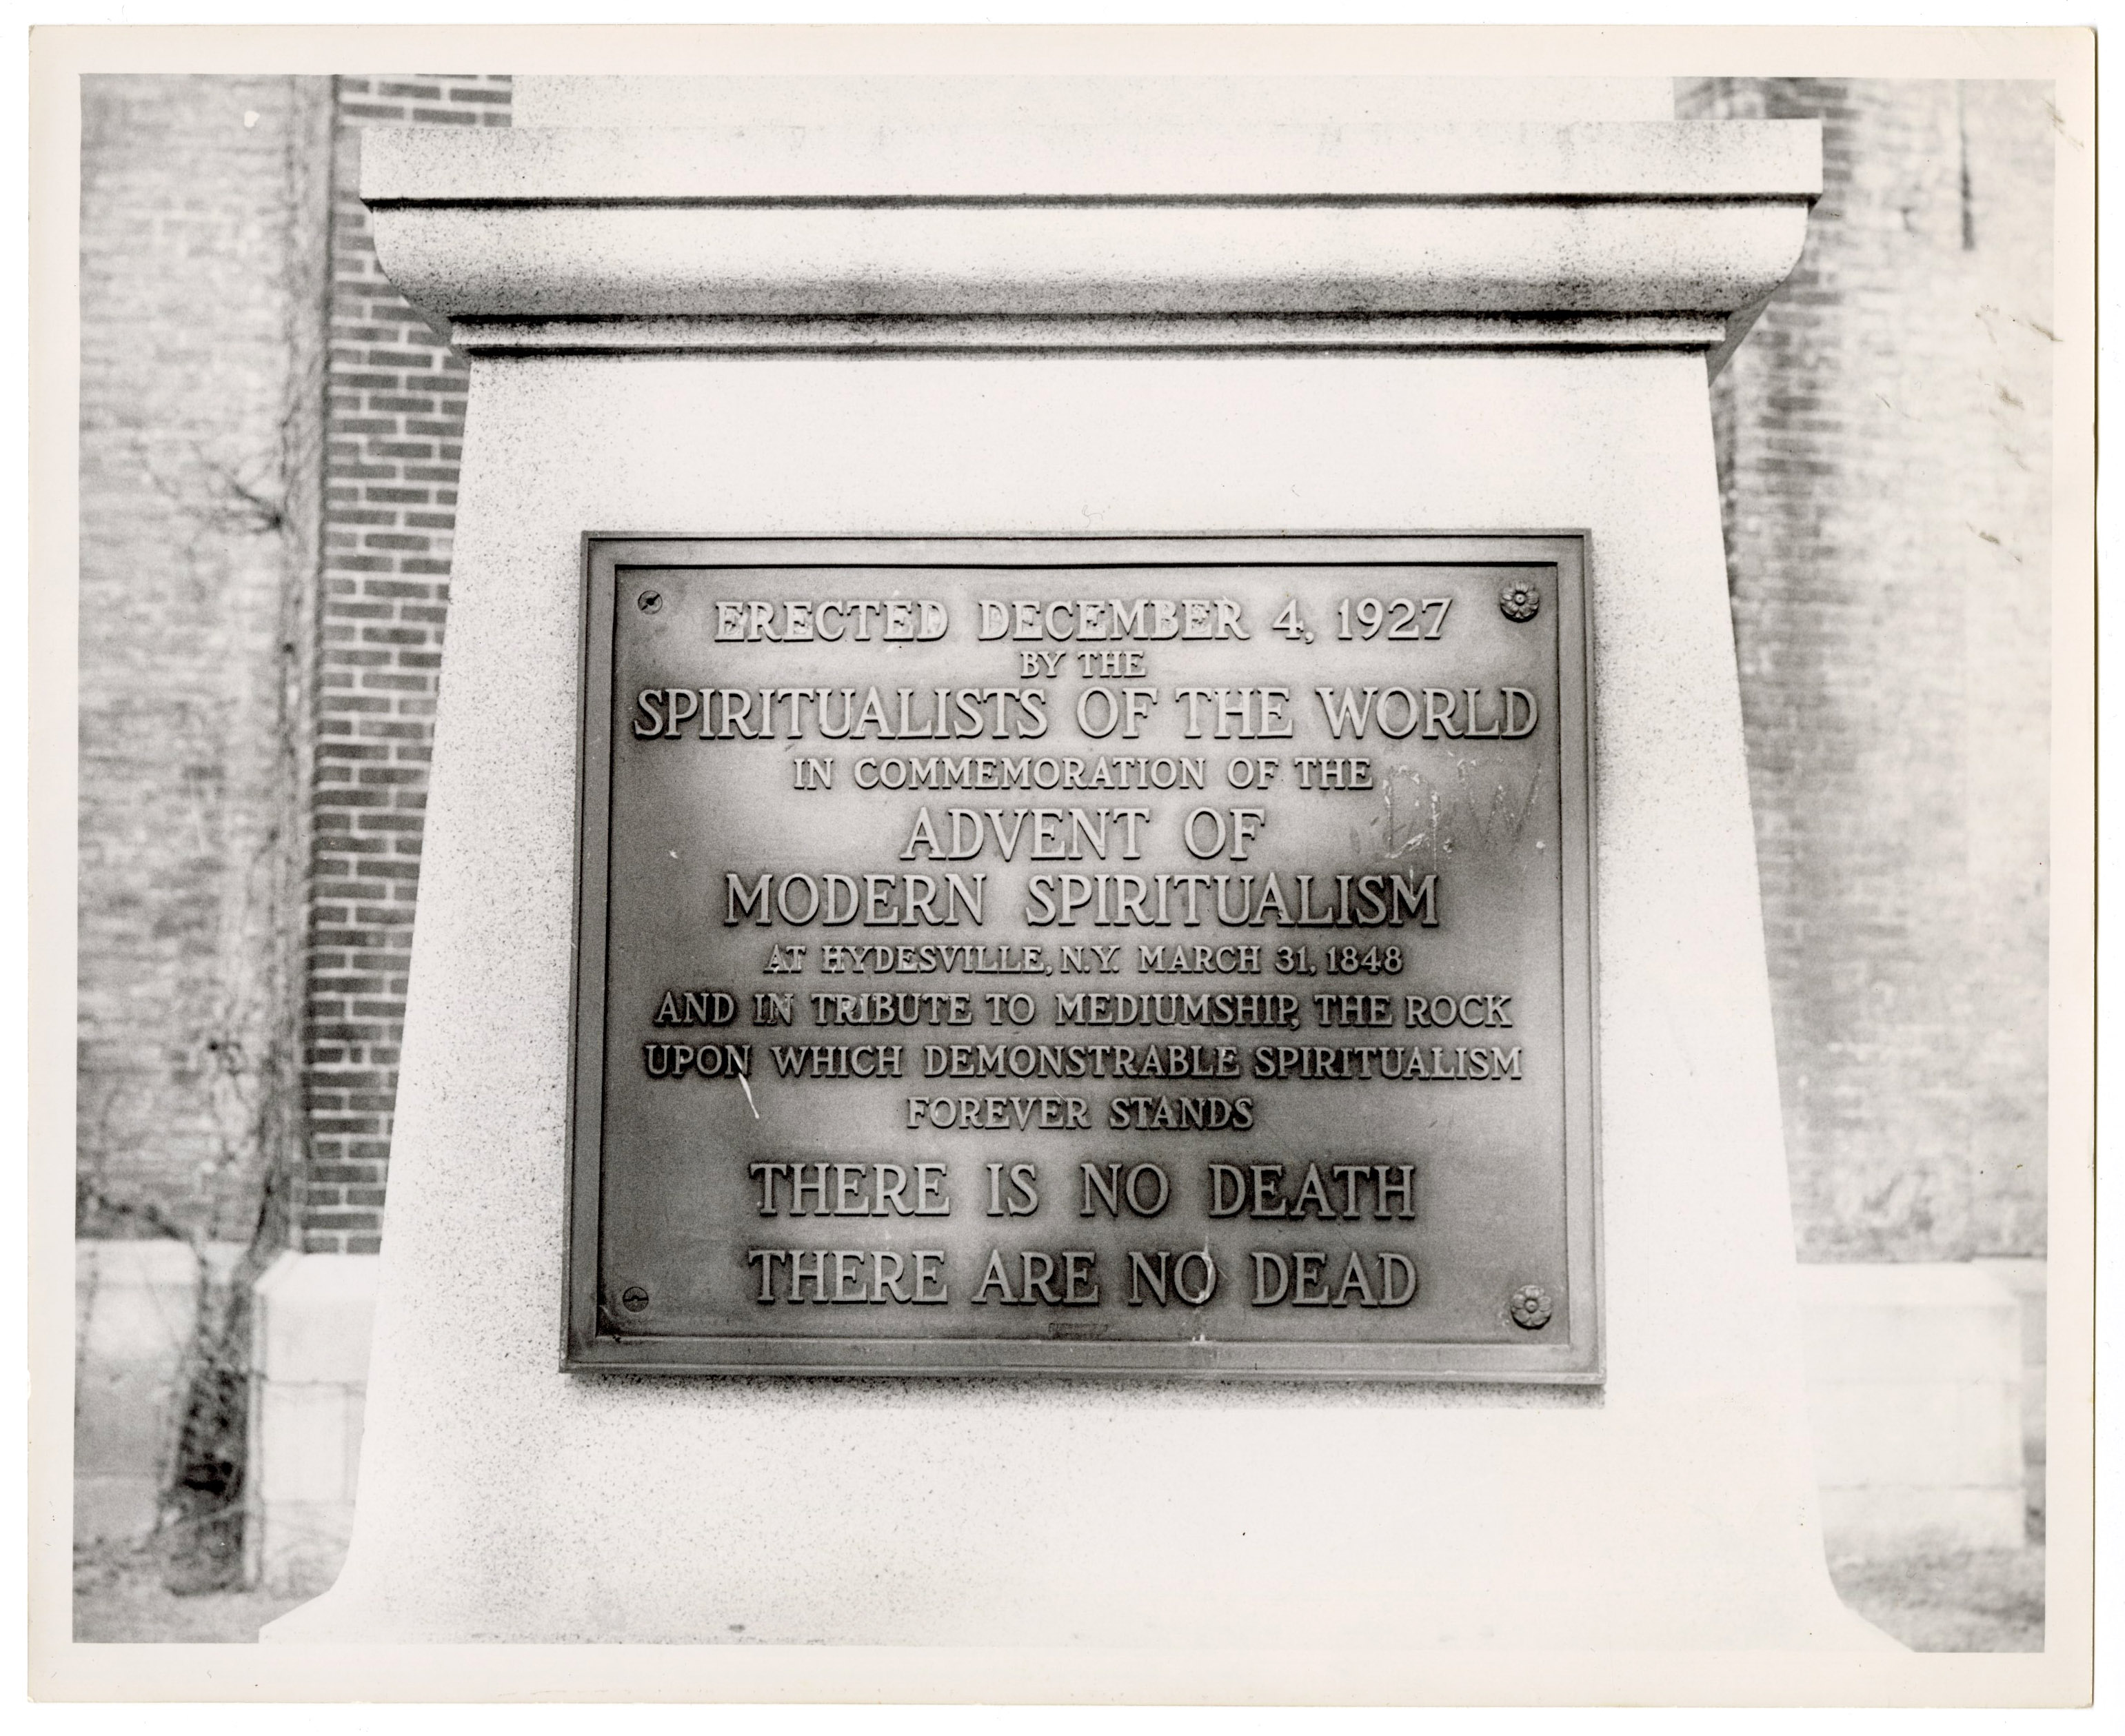 ERECTED DECEMBER 4, 1927
BY THE
SPIRITUALISTS OF THE WORLD
IN COMMEMORATION OF THE
ADVENT OF
MODERN SPIRITUALISM
AT HYDESVILLE, N.Y. MARCH 31, 1848
AND IN TRIBUTE TO MEDIUMSHIP, THE ROCK
UPON WHICH DEMONSTRABLE SPIRITUALISM
FOREVER STANDS
THERE IS NO DEATH
THERE ARE NO DEAD